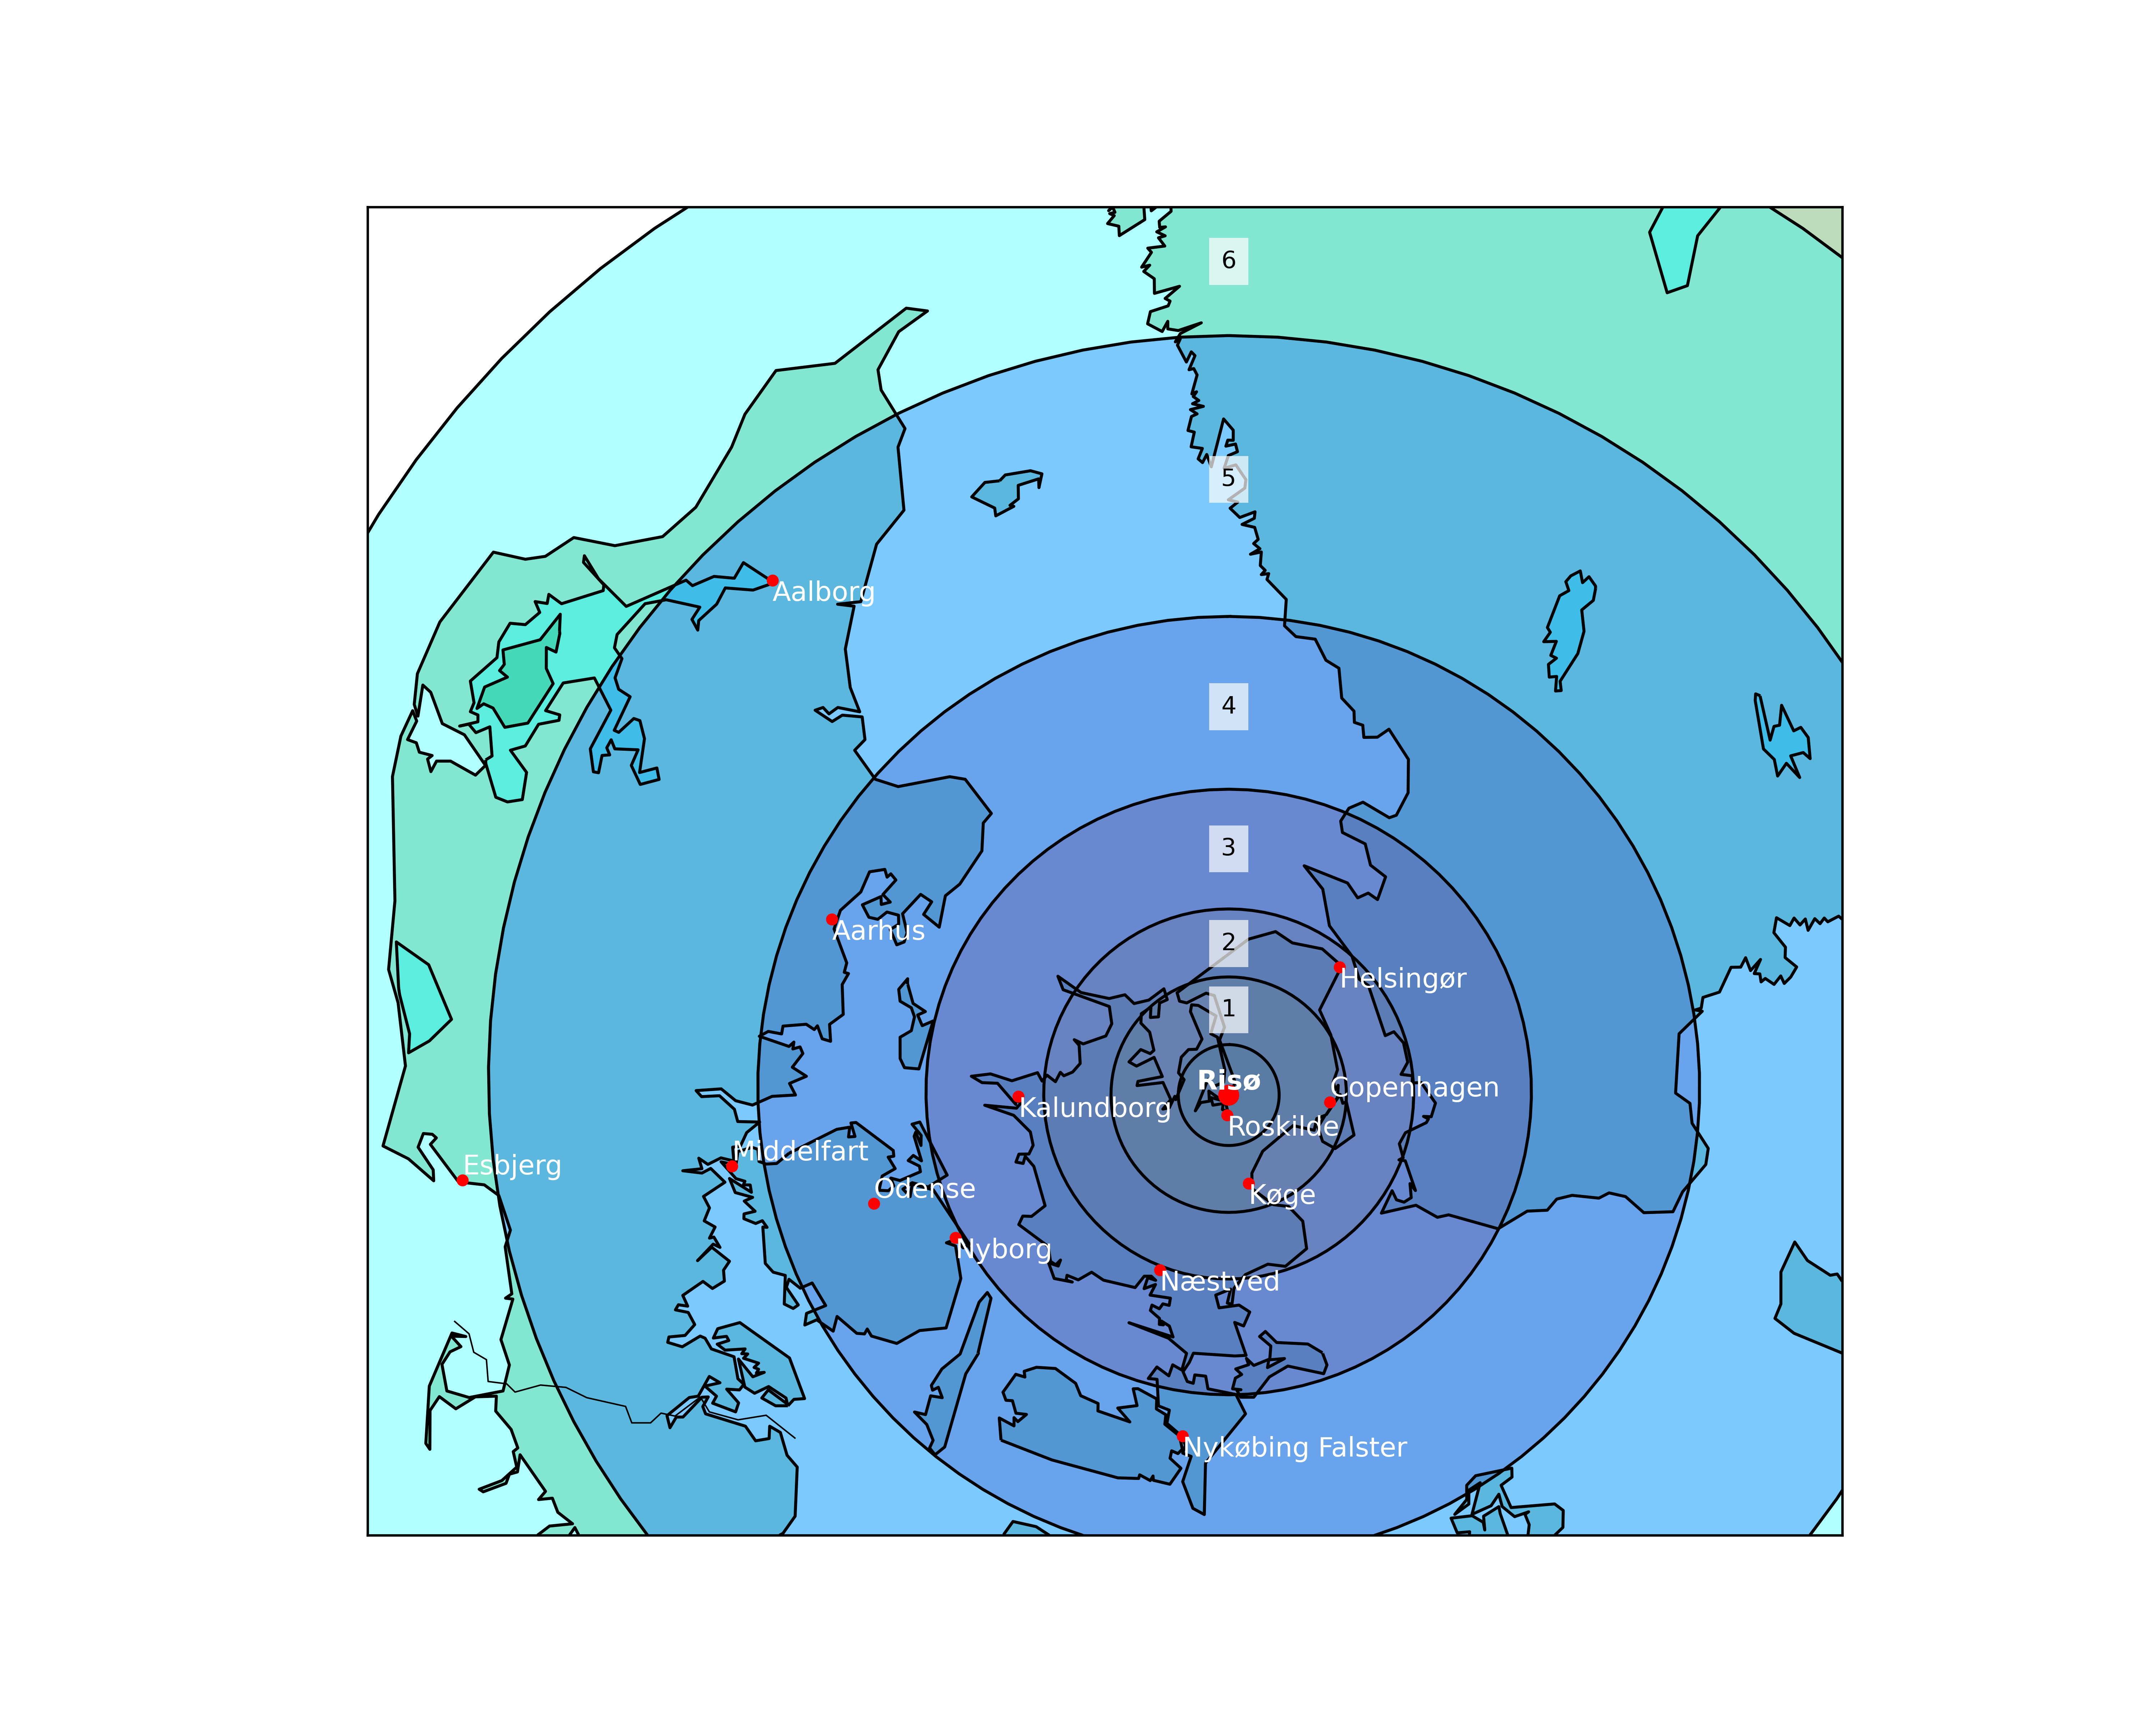 6
5
Aalborg
4
3
Aarhus
2
Helsingør
1
Risø
Copenhagen
Kalundborg
Roskilde
Middelfart
Esbjerg
Odense
Køge
Nyborg
Næstved
Nykøbing Falster